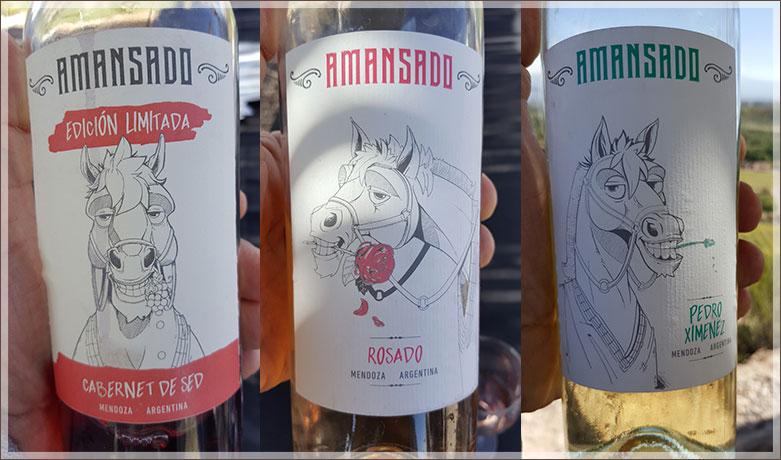 AMANSADO
EDICIÓN LIMITADA
CABERNET DE SED
MENDOZA ARGENTINA
AMANSADO
ROSADO
MENDOZA ARGENTINA
AMANSADO
PEDRO
XIMENEZ
MENDOZA ARGENTINA